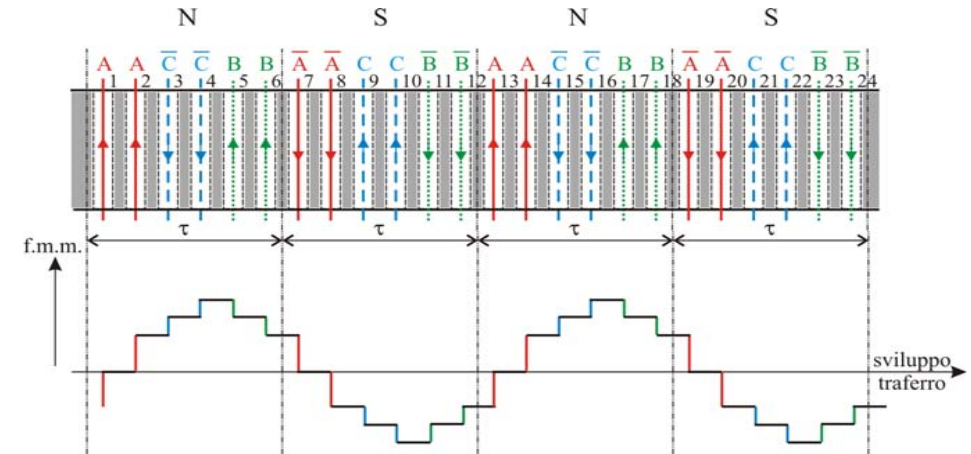 N S N S
A A C̅ C̅ B B A̅ A̅ C C B̅ B̅ A A C̅ C̅ B B A̅ A̅ C C B̅ B̅
1 2 3 4 5 6 7 8 9 10 11 12 13 14 15 16 17 18 19 20 21 22 23 24
τ τ τ τ
f.m.m.
sviluppo
traferro